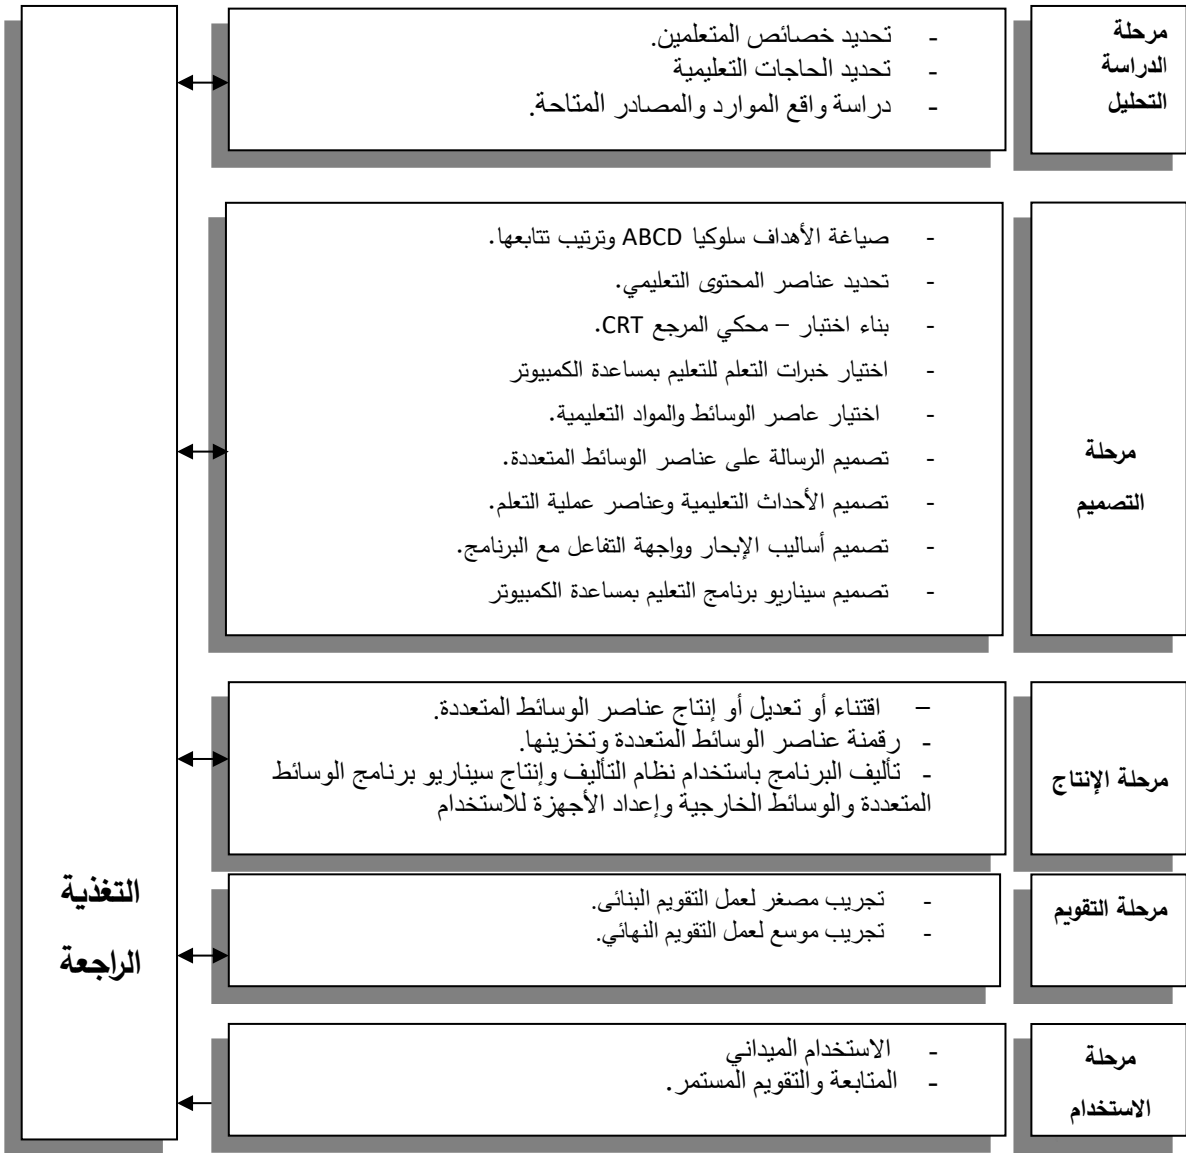 مرحلة
الدراسة
التحليل
- تحديد خصائص المتعلمين.
- تحديد الحاجات التعليمية
- دراسة واقع الموارد والمصادر المتاحة.
مرحلة
التصميم
- صياغة الأهداف سلوكيا ABCD وترتيب تتابعها.
- تحديد عناصر المحتوى التعليمي.
- بناء اختبار – محكي المرجع CRT.
- اختيار خبرات التعلم للتعليم بمساعدة الكمبيوتر
- اختيار عاصر الوسائط والمواد التعليمية.
- تصميم الرسالة على عناصر الوسائط المتعددة.
- تصميم الأحداث التعليمية وعناصر عملية التعلم.
- تصميم أساليب الإبحار وواجهة التفاعل مع البرنامج.
- تصميم سيناريو برنامج التعليم بمساعدة الكمبيوتر
مرحلة الإنتاج
– اقتناء أو تعديل أو إنتاج عناصر الوسائط المتعددة.
- رقمنة عناصر الوسائط المتعددة وتخزينها.
- تأليف البرنامج باستخدام نظام التأليف وإنتاج سيناريو برنامج الوسائط
المتعددة والوسائط الخارجية وإعداد الأجهزة للاستخدام
مرحلة التقويم
- تجريب مصغر لعمل التقويم البنائى.
- تجريب موسع لعمل التقويم النهائي.
مرحلة
الاستخدام
- الاستخدام الميداني
- المتابعة والتقويم المستمر.
التغذية
الراجعة